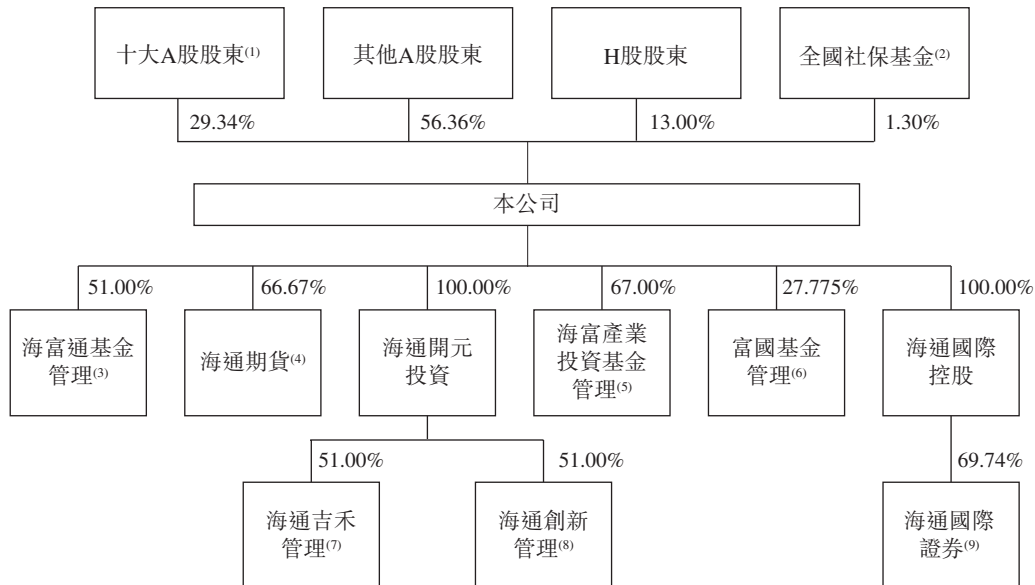 十大A股股東(1)
其他A股股東
H股股東
全國社保基金(2)
29.34%
56.36%
13.00%
1.30%
本公司
51.00%
66.67%
100.00%
67.00%
27.775%
100.00%
海富通基金
管理(3)
海通期貨(4)
海通開元
投資
海富產業
投資基金
管理(5)
富國基金
管理(6)
海通國際
控股
51.00%
51.00%
69.74%
海通吉禾
管理(7)
海通創新
管理(8)
海通國際
證券(9)